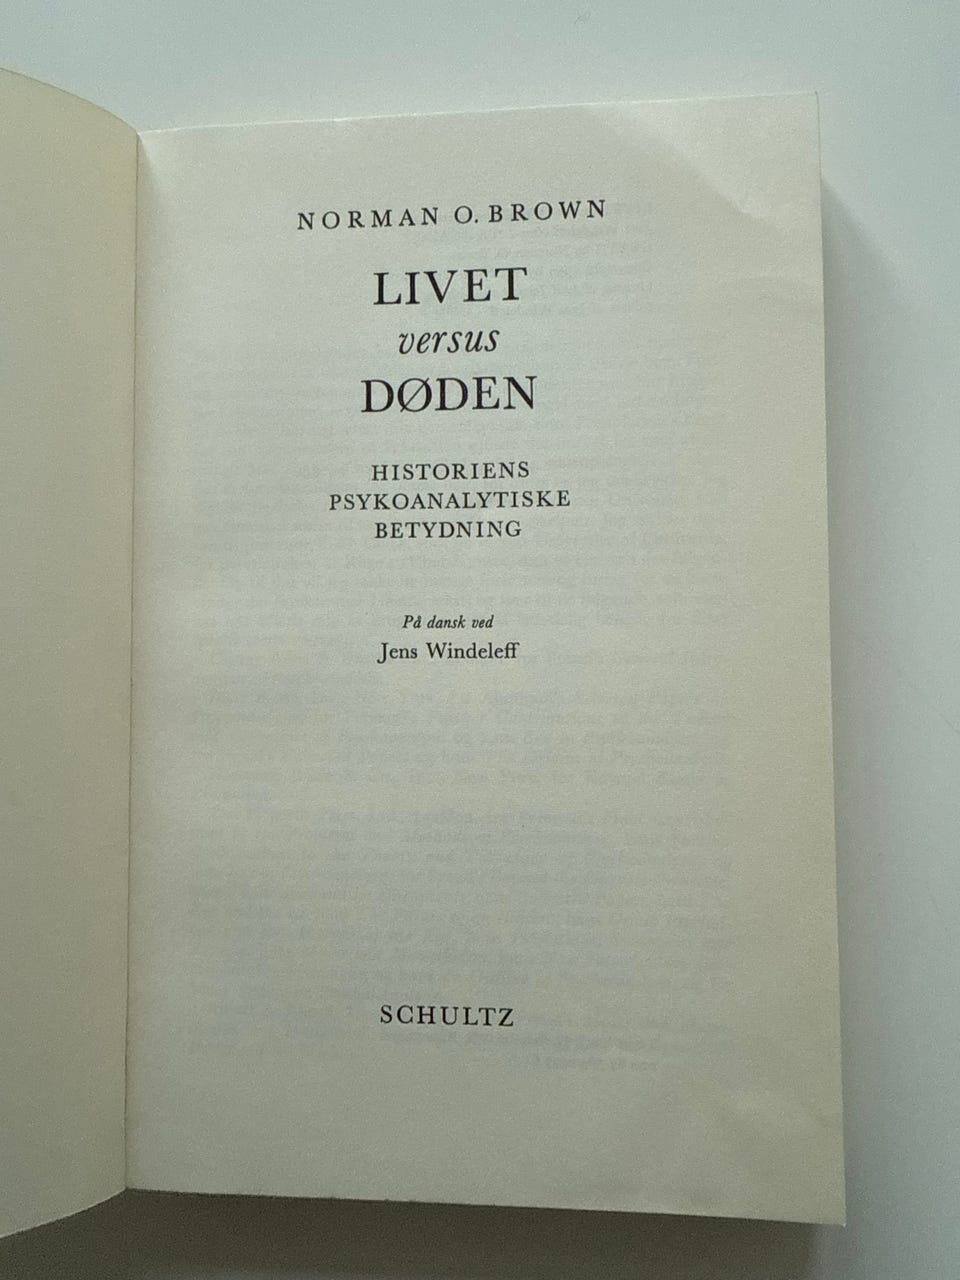 NORMAN O. BROWN
LIVET
versus
DØDEN
HISTORIENS
PSYKOANALYTISKE
BETYDNING
På dansk ved
Jens Windeleff
SCHULTZ